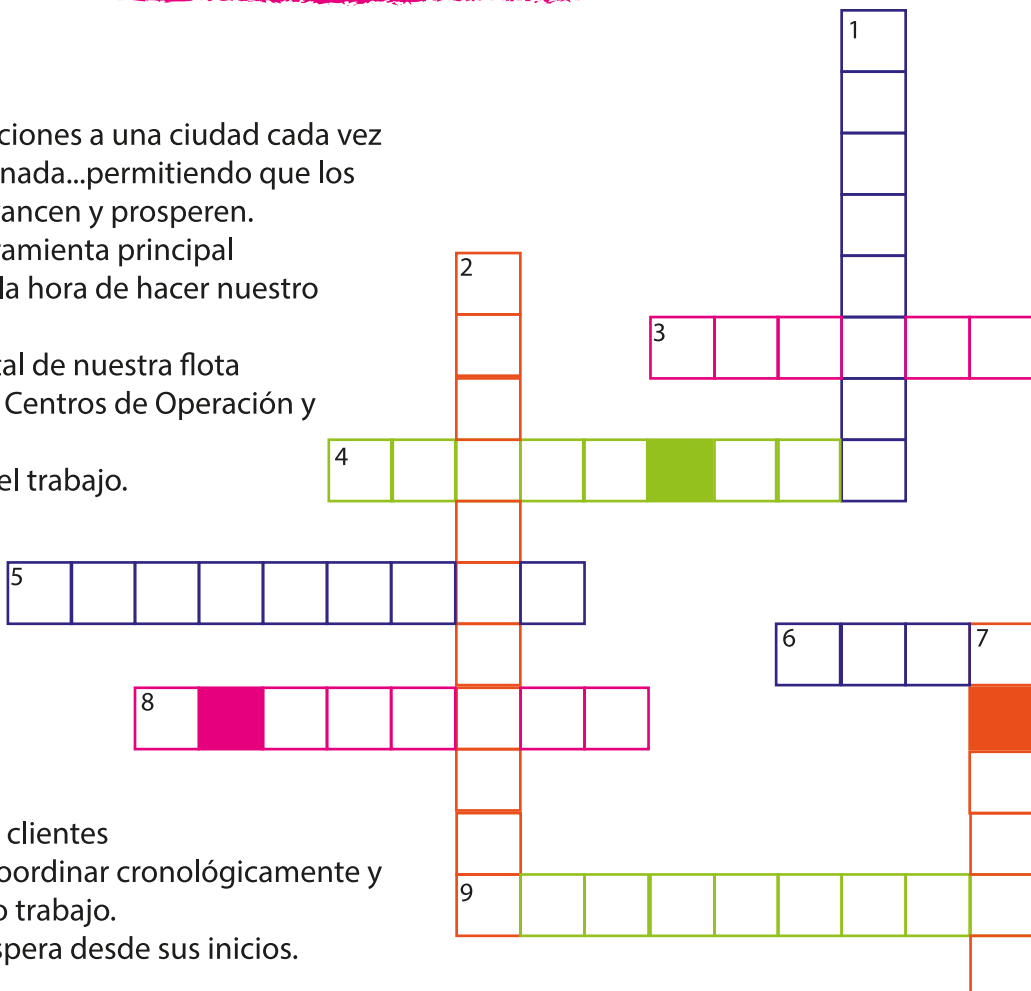 1
ciones a una ciudad cada vez
nada...permitiendo que los
ancen y prosperen.
ramienta principal
2
la hora de hacer nuestro
3
tal de nuestra flota
Centros de Operación y
4
el trabajo.
5
6
7
8
clientes
oordinar cronológicamente y
9
o trabajo.
spera desde sus inicios.